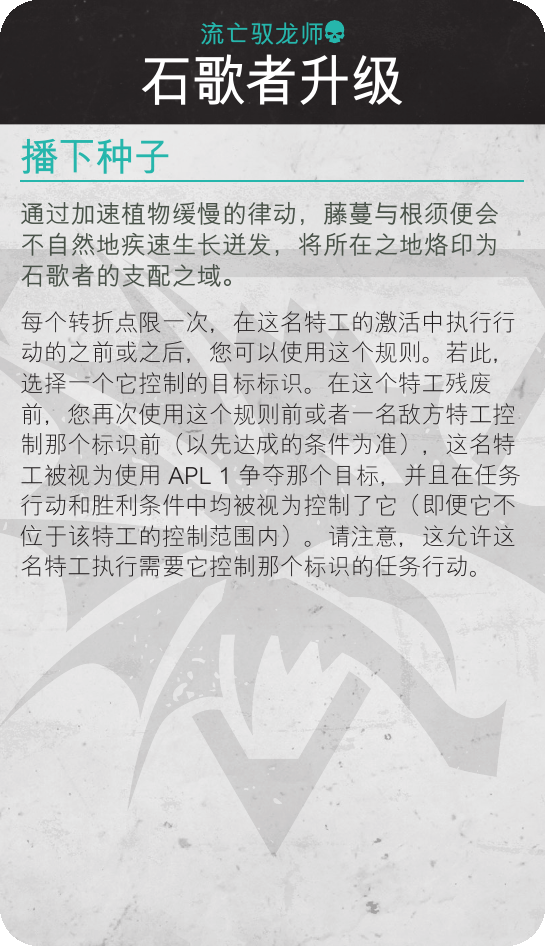 流亡驭龙师
石歌者升级
播下种子
通过加速植物缓慢的律动，藤蔓与根须便会
不自然地疾速生长迸发，将所在之地烙印为
石歌者的支配之域。
每个转折点限一次，在这名特工的激活中执行行
动的之前或之后，您可以使用这个规则。若此，
选择一个它控制的目标标识。在这个特工残废
前，您再次使用这个规则前或者一名敌方特工控
制那个标识前（以先达成的条件为准），这名特
工被视为使用 APL 1 争夺那个目标，并且在任务
行动和胜利条件中均被视为控制了它（即便它不
位于该特工的控制范围内）。请注意，这允许这
名特工执行需要它控制那个标识的任务行动。